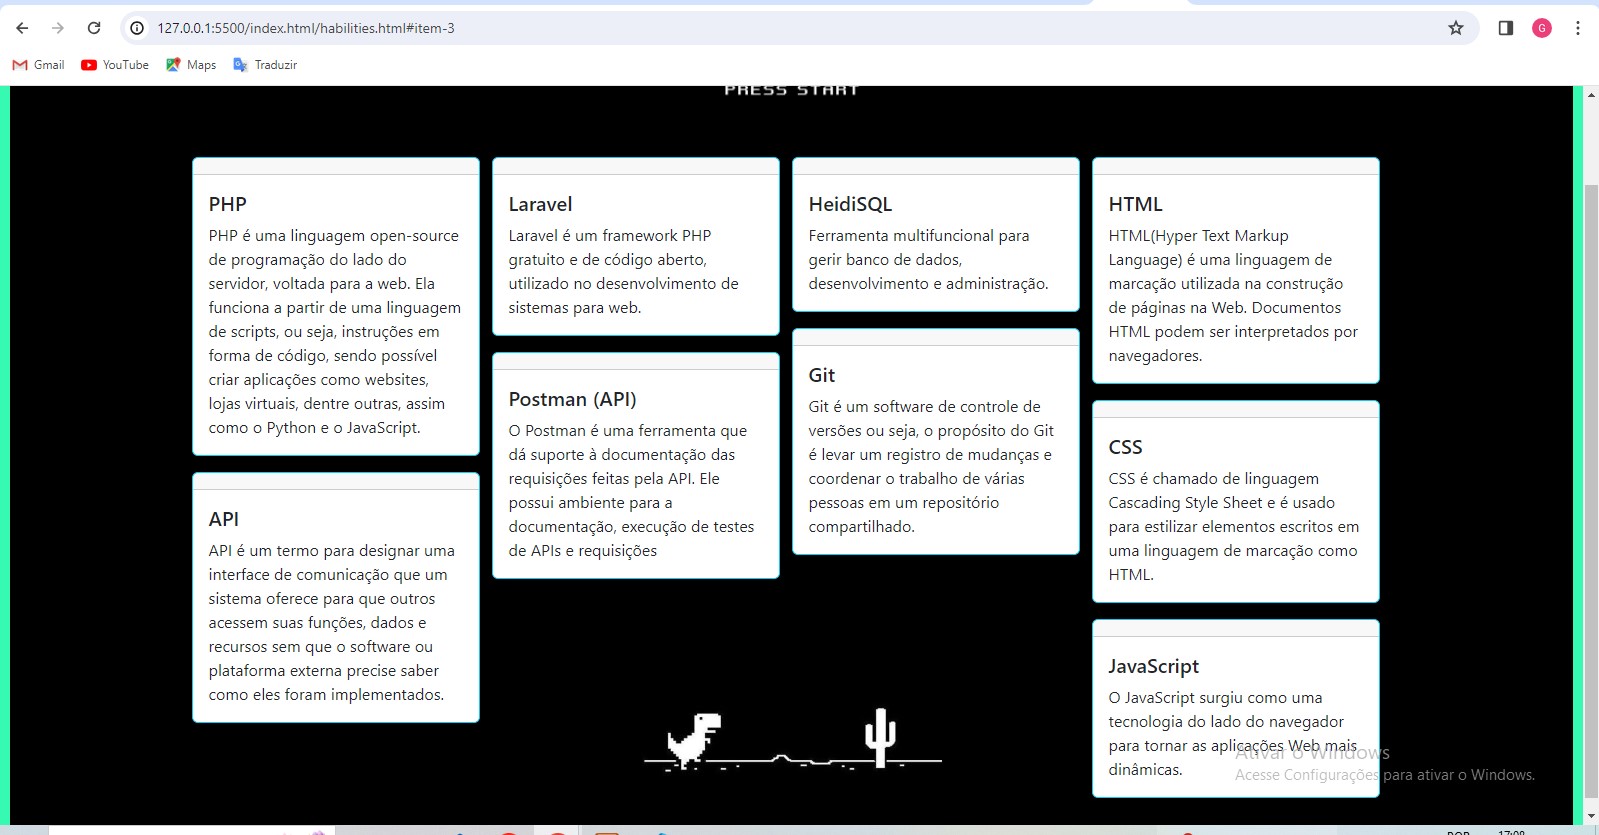 127.0.0.1:5500/index.html/habilities.html#item-3
G
Gmail
YouTube
Maps
Traduzir
PRESS START
PHP
PHP é uma linguagem open-source
de programação do lado do
servidor, voltada para a web. Ela
funciona a partir de uma linguagem
de scripts, ou seja, instruções em
forma de código, sendo possível
criar aplicações como websites,
lojas virtuais, dentre outras, assim
como o Python e o JavaScript.
API
API é um termo para designar uma
interface de comunicação que um
sistema oferece para que outros
acessem suas funções, dados e
recursos sem que o software ou
plataforma externa precise saber
como eles foram implementados.
Laravel
Laravel é um framework PHP
gratuito e de código aberto,
utilizado no desenvolvimento de
sistemas para web.
Postman (API)
O Postman é uma ferramenta que
dá suporte à documentação das
requisições feitas pela API. Ele
possui ambiente para a
documentação, execução de testes
de APIs e requisições
HeidiSQL
Ferramenta multifuncional para
gerir banco de dados,
desenvolvimento e administração.
Git
Git é um software de controle de
versões ou seja, o propósito do Git
é levar um registro de mudanças e
coordenar o trabalho de várias
pessoas em um repositório
compartilhado.
HTML
HTML(Hyper Text Markup
Language) é uma linguagem de
marcação utilizada na construção
de páginas na Web. Documentos
HTML podem ser interpretados por
navegadores.
CSS
CSS é chamado de linguagem
Cascading Style Sheet e é usado
para estilizar elementos escritos em
uma linguagem de marcação como
HTML.
JavaScript
O JavaScript surgiu como uma
tecnologia do lado do navegador
para tornar as aplicações Web mais
dinâmicas.
Ativar o Windows
Acesse Configurações para ativar o Windows.
POR
17:08